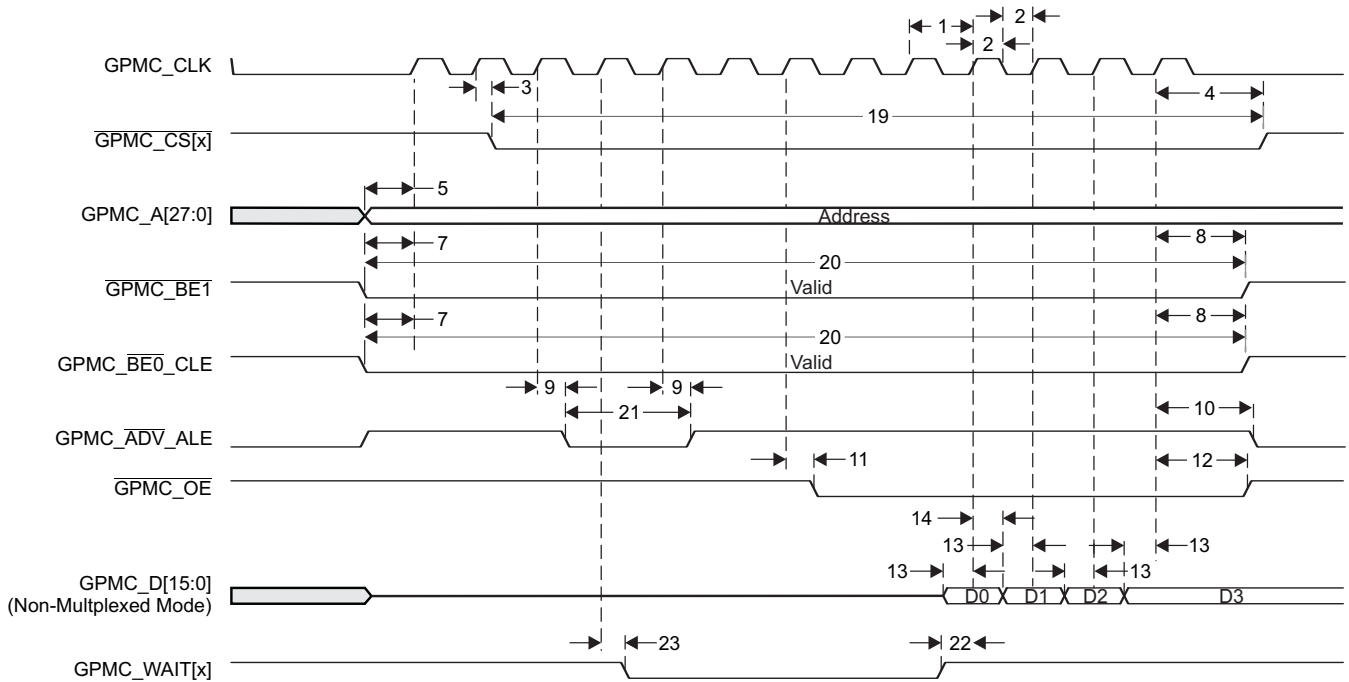 1
2
2
GPMC_CLK
3
4
19
GPMC_CS[x]
5
GPMC_A[27:0]
Address
7
8
20
GPMC_BE1
Valid
7
8
20
GPMC_BE0_CLE
Valid
9
9
21
10
GPMC_ADV_ALE
11
12
GPMC_OE
14
13
13
GPMC_D[15:0]
13
13
(Non-Multplexed Mode)
D0
D1
D2
D3
23
22
GPMC_WAIT[x]